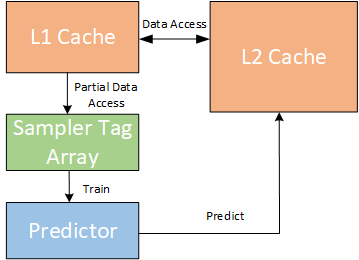 L1 Cache
Data Access
L2 Cache
Partial Data
Access
Sampler Tag
Array
Train
Predictor
Predict